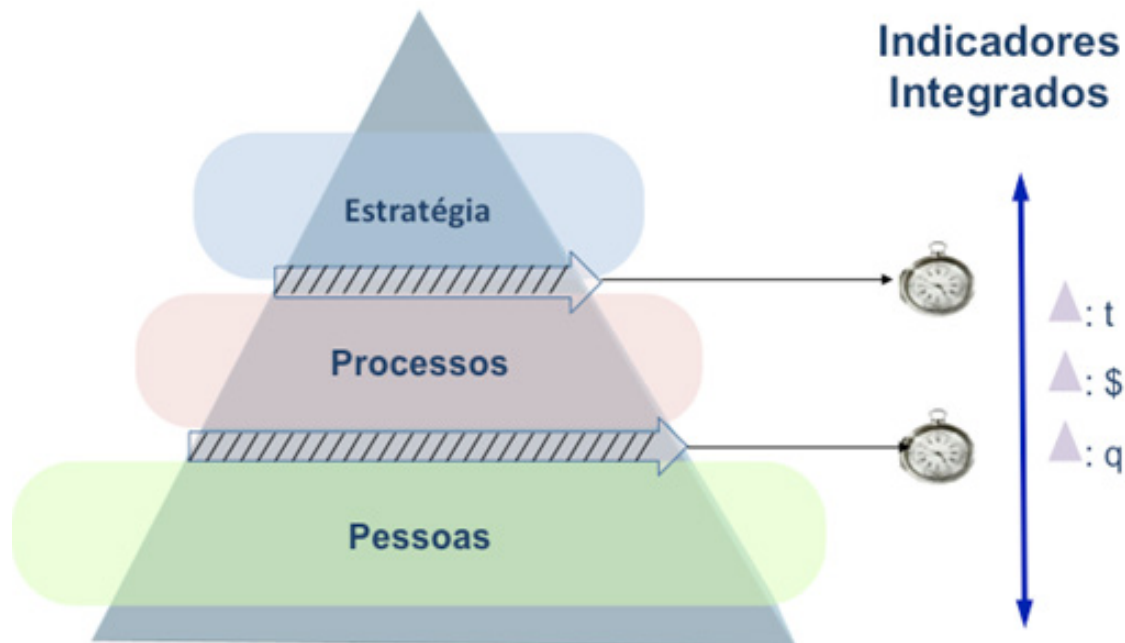 Indicadores
Integrados
Estratégia
Processos
Pessoas
: t
: $
: q